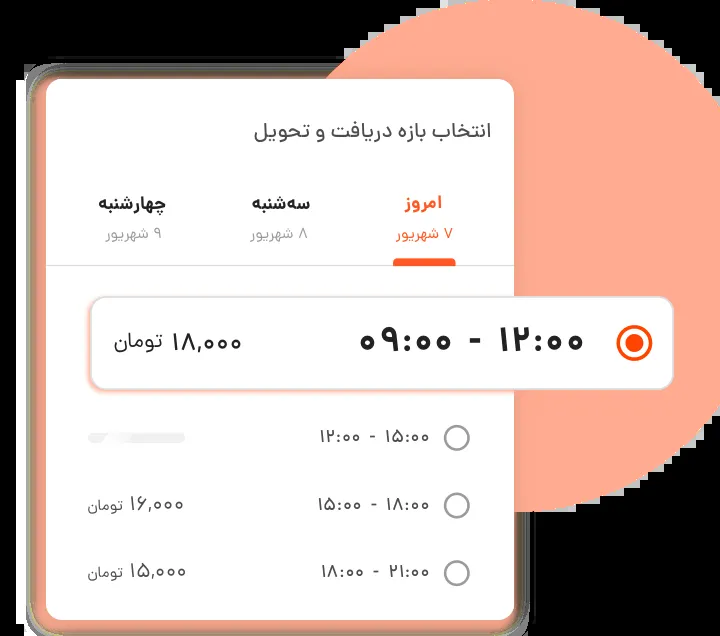 انتخاب بازه دریافت و تحویل
امروز سه‌شنبه چهارشنبه
۷ شهریور ۸ شهریور ۹ شهریور
۰۹:۰۰ - ۱۲:۰۰ ۱۸,۰۰۰ تومان
۱۲:۰۰ - ۱۵:۰۰
۱۵:۰۰ - ۱۸:۰۰ ۱۶,۰۰۰ تومان
۱۸:۰۰ - ۲۱:۰۰ ۱۵,۰۰۰ تومان